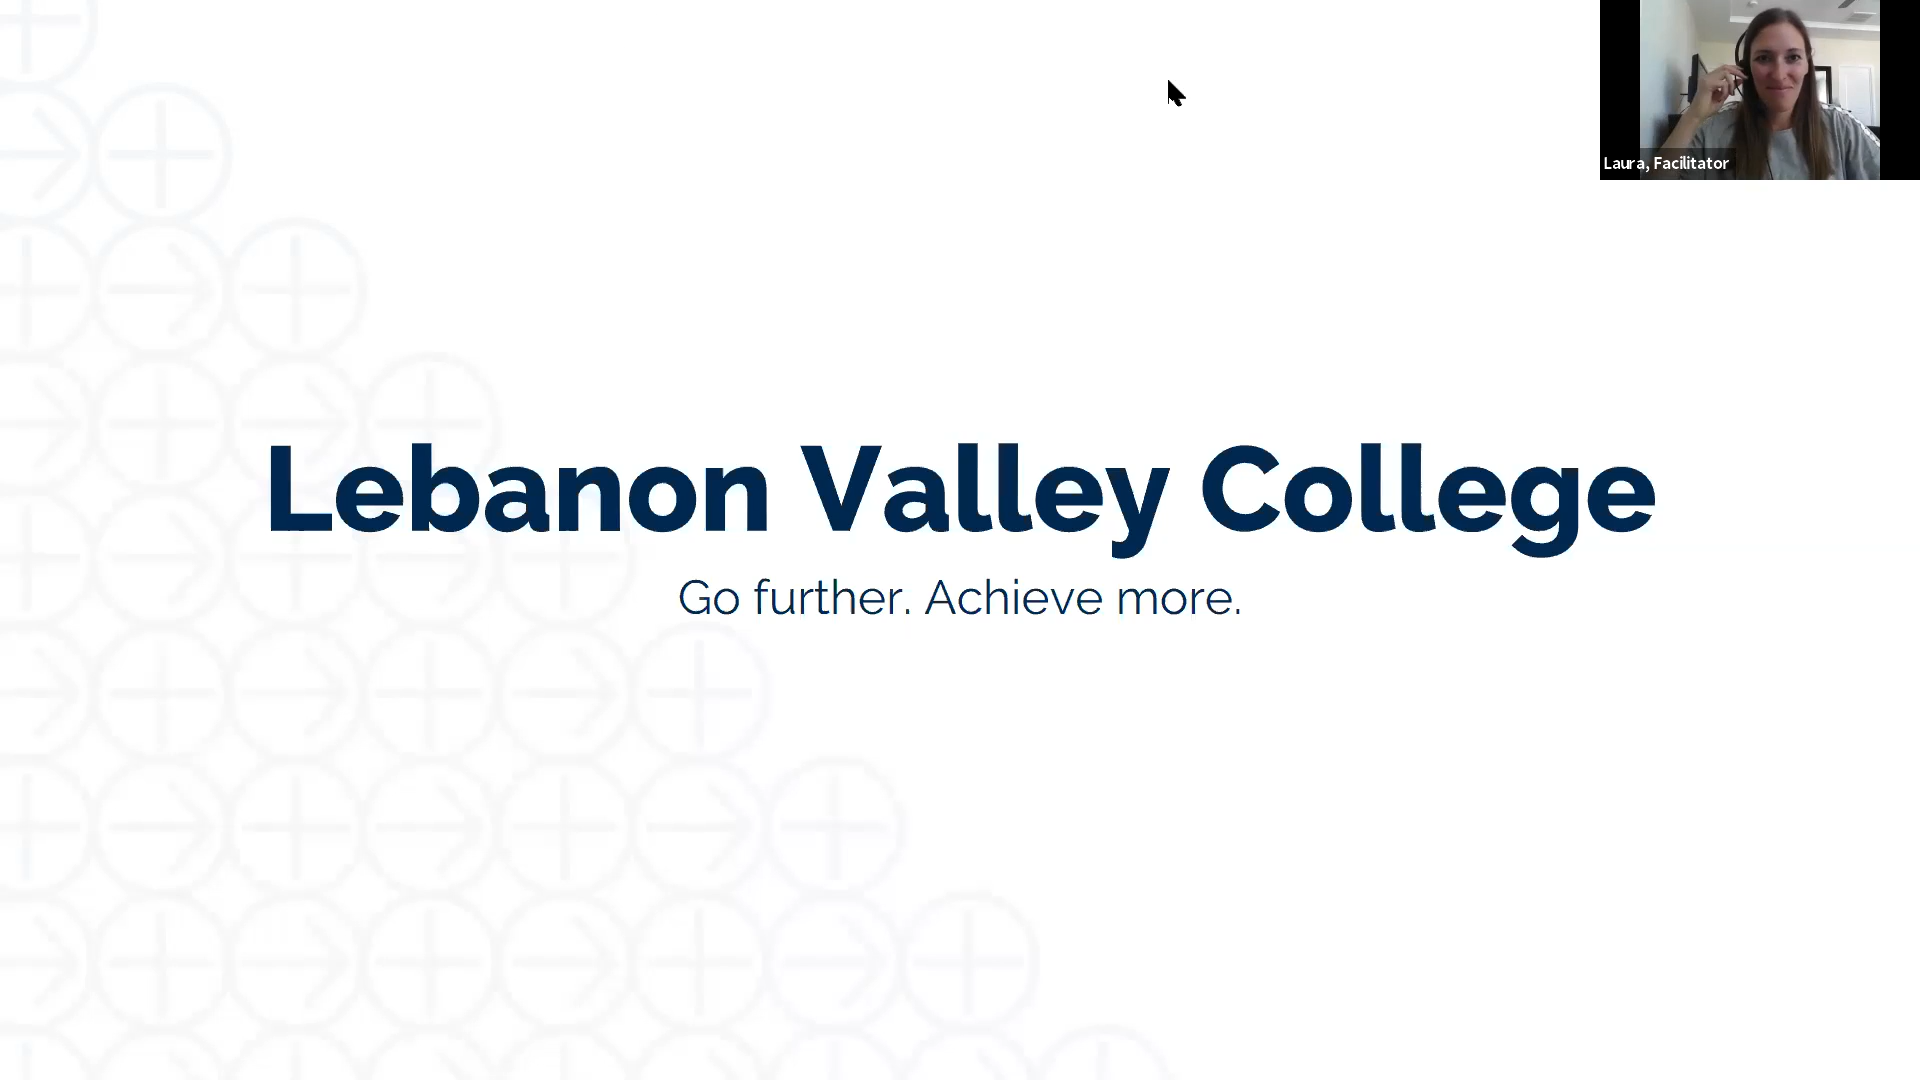 Laura, Facilitator
Lebanon Valley College
Go further. Achieve more.